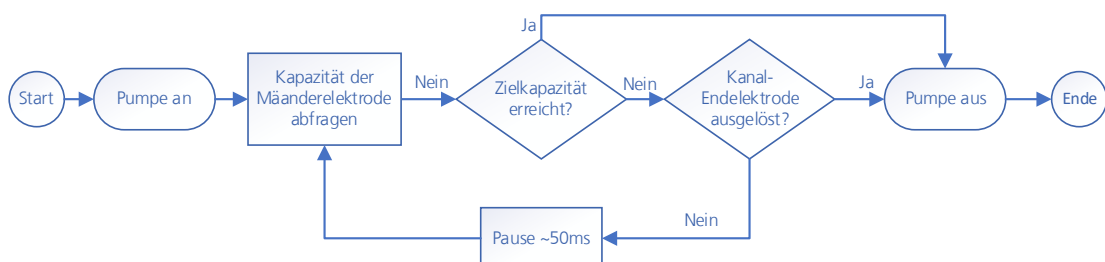 Start
Pumpe an
Kapazität der
Mäanderelektrode
abfragen
Nein
Zielkapazität
erreicht?
Ja
Nein
Kanal-
Endelektrode
ausgelöst?
Ja
Pumpe aus
Ende
Nein
Pause ~50ms